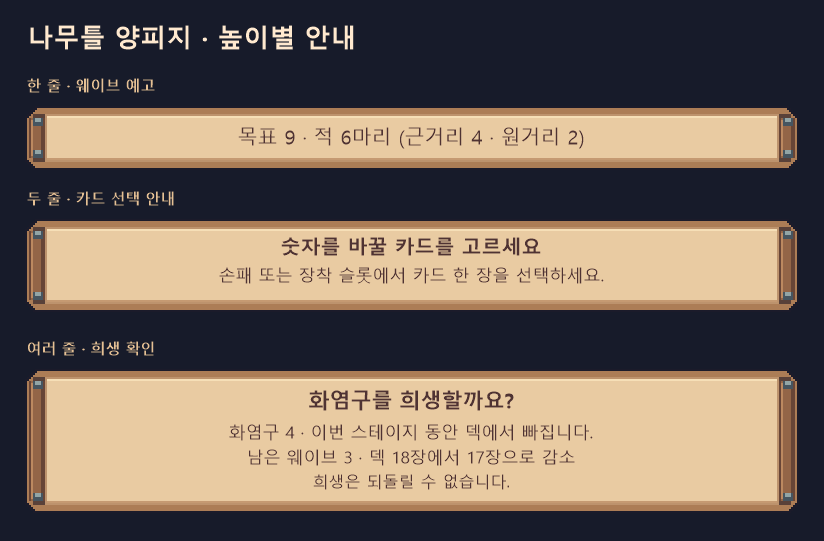 나무틀 양피지 · 높이별 안내
한 줄 · 웨이브 예고
목표 9 · 적 6마리 (근거리 4 · 원거리 2)
두 줄 · 카드 선택 안내
숫자를 바꿀 카드를 고르세요
손패 또는 장착 슬롯에서 카드 한 장을 선택하세요.
여러 줄 · 희생 확인
화염구를 희생할까요?
화염구 4 · 이번 스테이지 동안 덱에서 빠집니다.
남은 웨이브 3 · 덱 18장에서 17장으로 감소
희생은 되돌릴 수 없습니다.